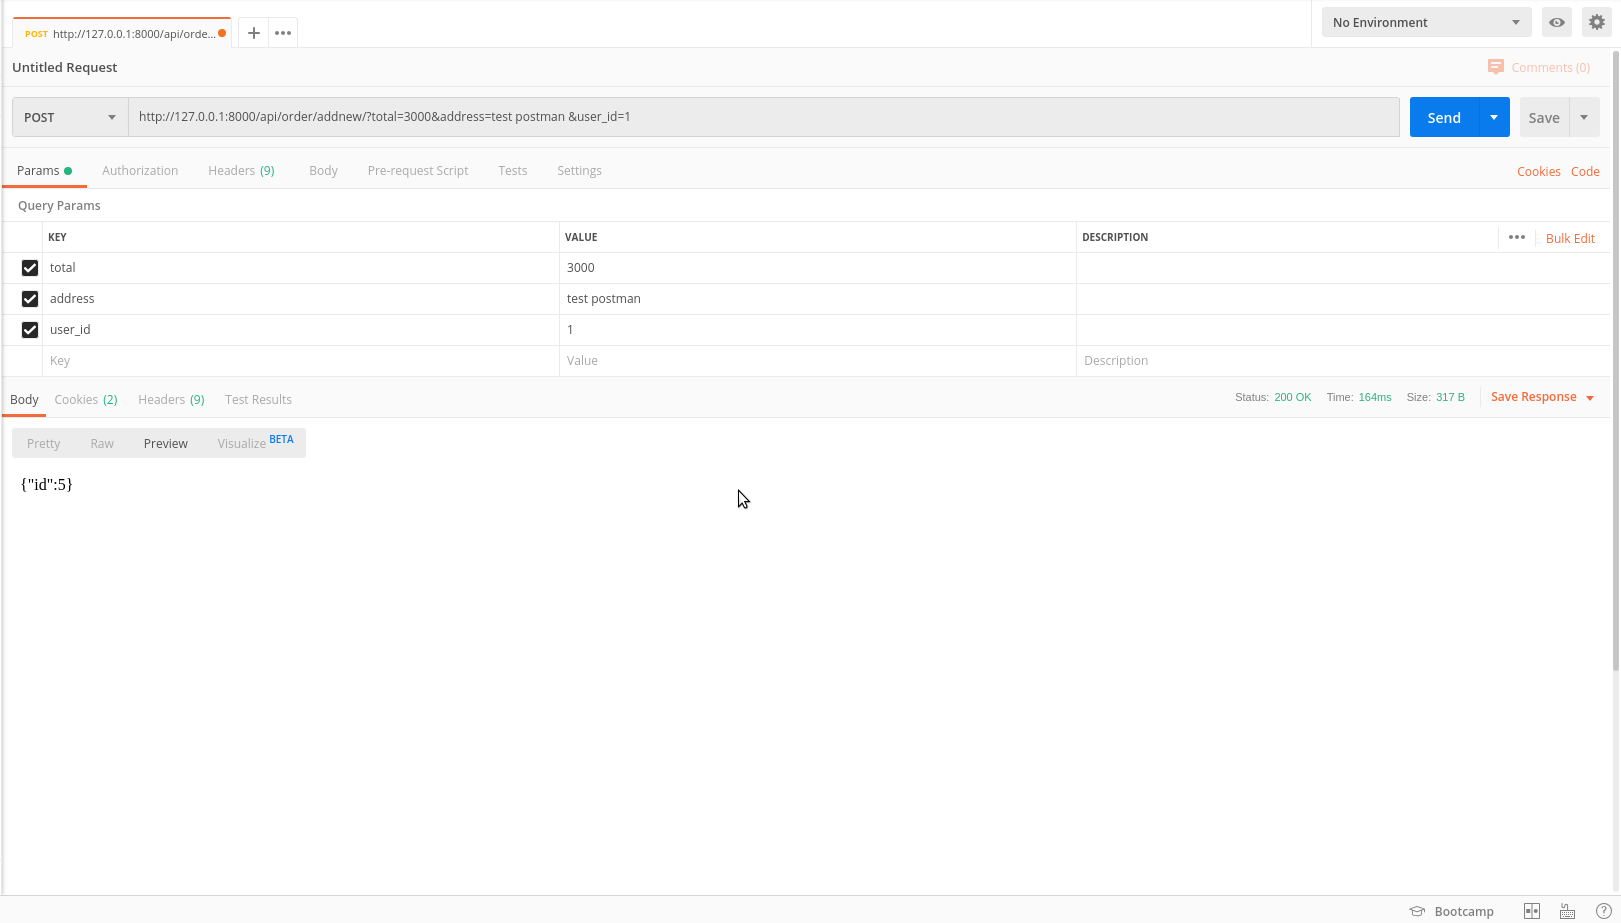 POST http://127.0.0.1:8000/api/orde...
No Environment
Untitled Request
Comments (0)
POST
http://127.0.0.1:8000/api/order/addnew/?total=3000&address=test postman &user_id=1
Send
Save
Params
Authorization
Headers (9)
Body
Pre-request Script
Tests
Settings
Cookies
Code
Query Params
KEY
VALUE
DESCRIPTION
Bulk Edit
total
3000
address
test postman
user_id
1
Key
Value
Description
Body
Cookies (2)
Headers (9)
Test Results
Status: 200 OK
Time: 164ms
Size: 317 B
Save Response
Pretty
Raw
Preview
Visualize BETA
{"id":5}
Bootcamp